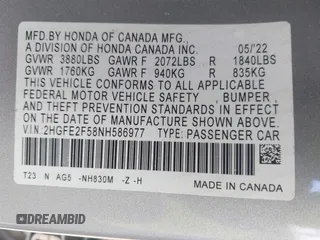 MFD.BY HONDA OF CANADA MFG.,
A DIVISION OF HONDA CANADA INC. 05/'22
GVWR 3880LBS GAWR F 2072LBS R 1840LBS
GVWR 1760KG GAWR F 940KG R 835KG
THIS VEHICLE CONFORMS TO ALL APPLICABLE
FEDERAL MOTOR VEHICLE SAFETY , BUMPER ,
AND THEFT PREVENTION STANDARDS IN EFFECT
ON THE DATE OF MANUFACTURE SHOWN ABOVE.
V.I.N.:2HGFE2F58NH586977 TYPE:PASSENGER CAR
T23 N AG5 -NH830M -Z -H
MADE IN CANADA
DREAMBID